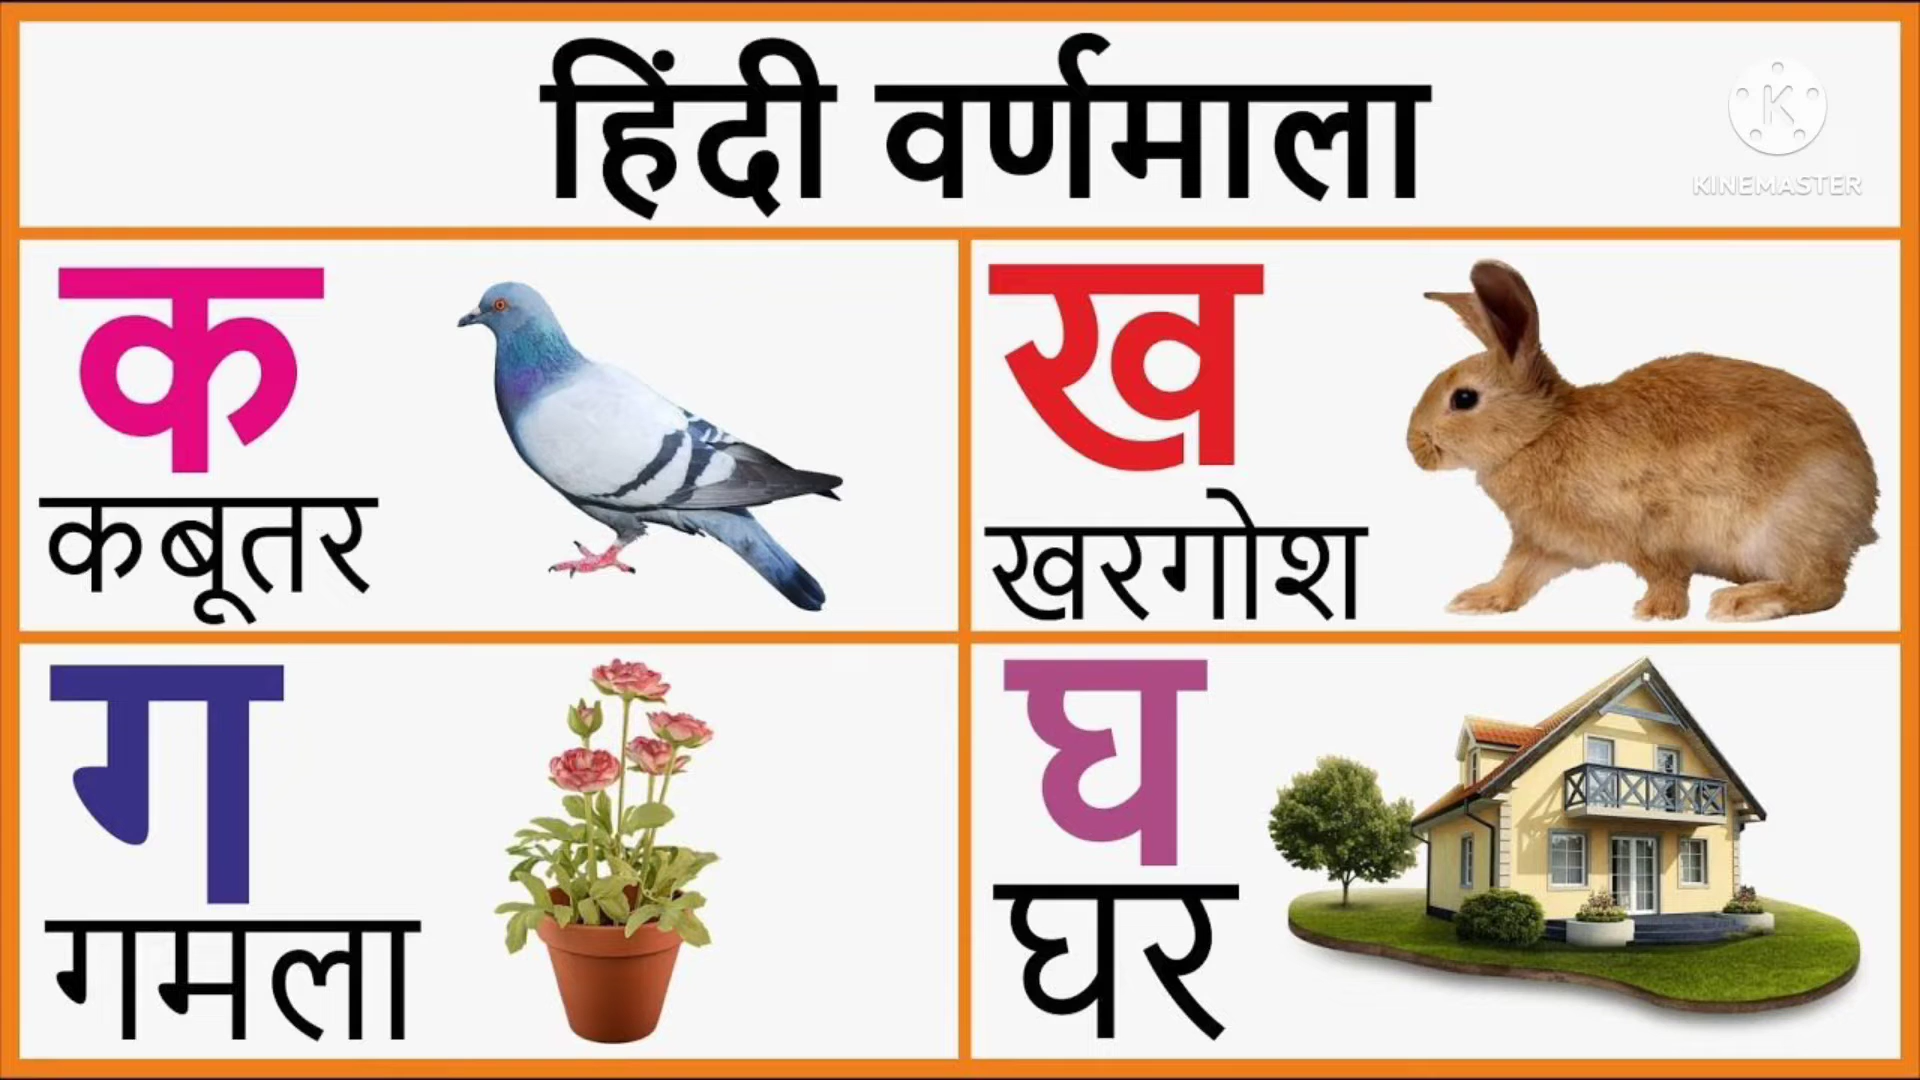 हिंदी वर्णमाला
KINEMASTER
क
कबूतर
ख
खरगोश
ग
गमला
घ
घर